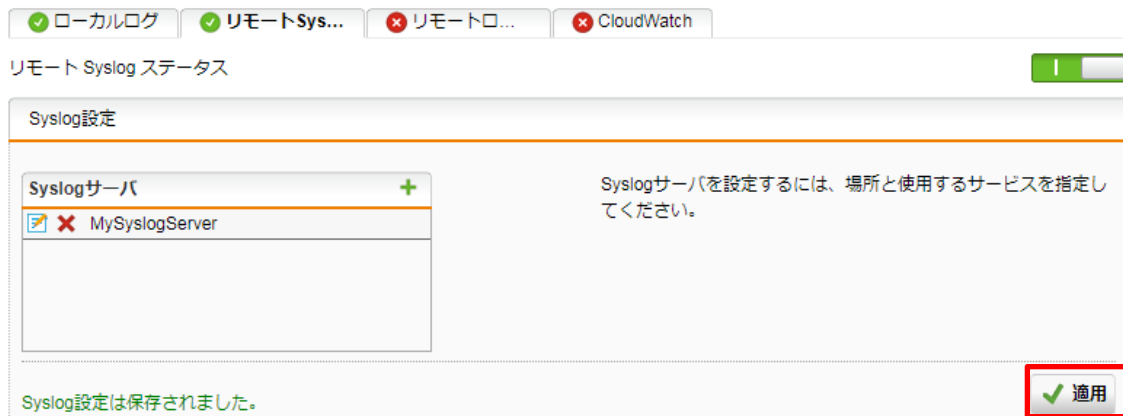 ローカルログ
リモートSys...
リモートロ...
CloudWatch
リモート Syslog ステータス
Syslog設定
Syslogサーバ
Syslogサーバを設定するには、場所と使用するサービスを指定し
てください。
MySyslogServer
Syslog設定は保存されました。
適用